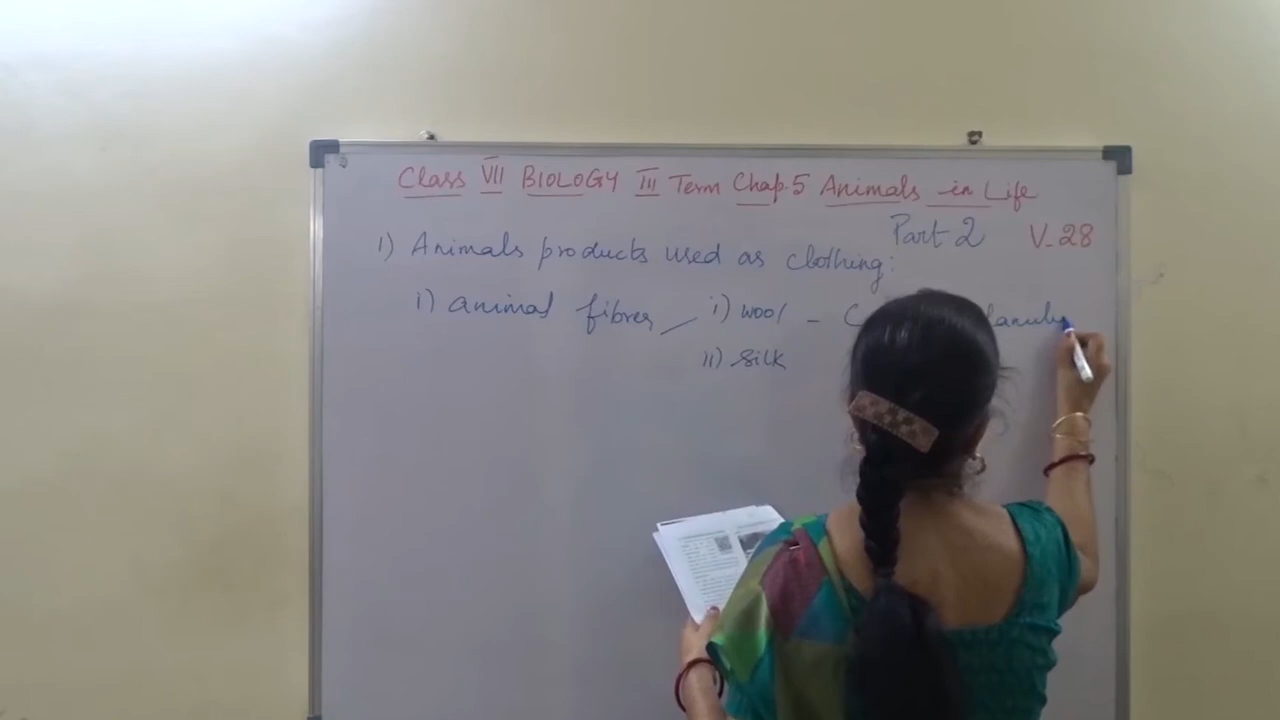 Class VII BIOLOGY III Term Chap.5 Animals in Life
Part 2 V-28
1) Animals products used as clothing:
i) animal fibres / i) wool -
ii) silk